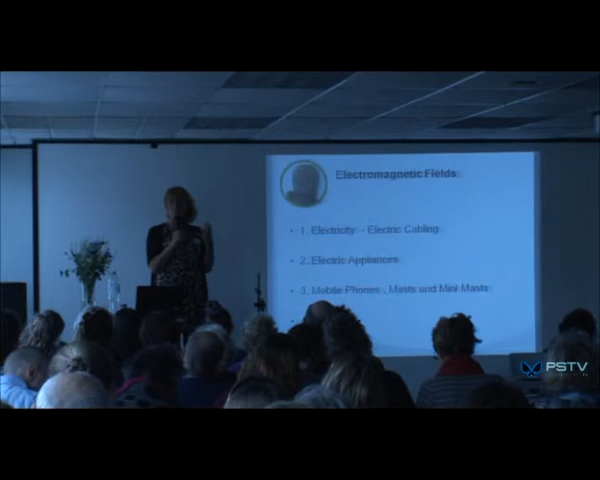 Electromagnetic Fields
• 1. Electricity - Electric Cabling
• 2. Electric Appliances
• 3. Mobile Phones , Masts and Mini Masts
PSTV